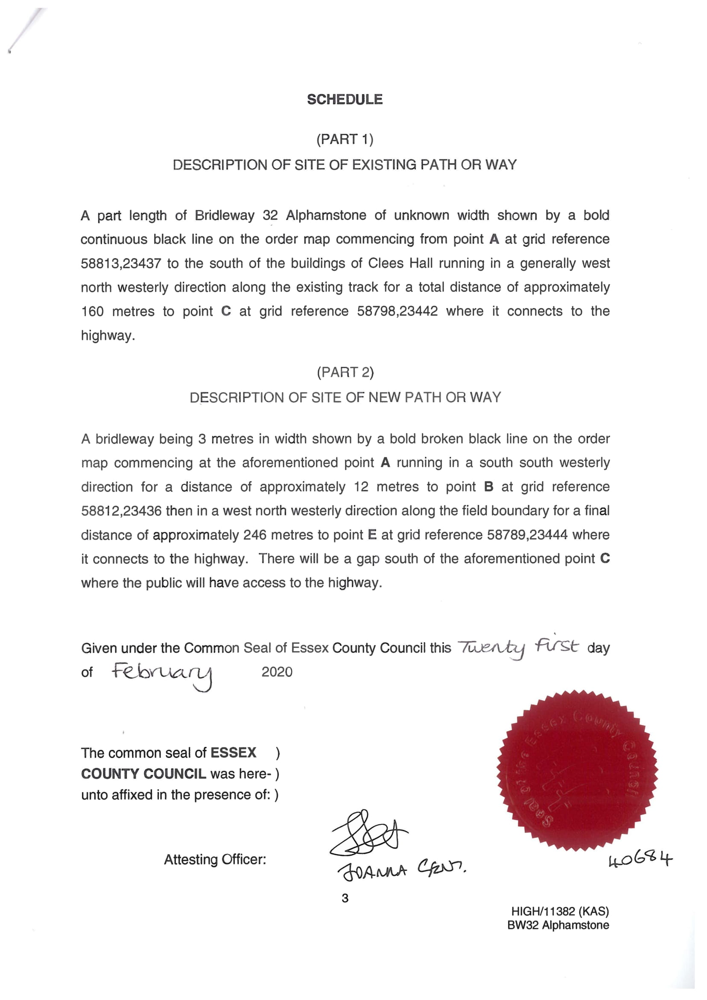 SCHEDULE
(PART 1)
DESCRIPTION OF SITE OF EXISTING PATH OR WAY
A part length of Bridleway 32 Alphamstone of unknown width shown by a bold
continuous black line on the order map commencing from point A at grid reference
58813,23437 to the south of the buildings of Clees Hall running in a generally west
north westerly direction along the existing track for a total distance of approximately
160 metres to point C at grid reference 58798,23442 where it connects to the
highway.
(PART 2)
DESCRIPTION OF SITE OF NEW PATH OR WAY
A bridleway being 3 metres in width shown by a bold broken black line on the order
map commencing at the aforementioned point A running in a south south westerly
direction for a distance of approximately 12 metres to point B at grid reference
58812,23436 then in a west north westerly direction along the field boundary for a final
distance of approximately 246 metres to point E at grid reference 58789,23444 where
it connects to the highway. There will be a gap south of the aforementioned point C
where the public will have access to the highway.
Given under the Common Seal of Essex County Council this Twenty first day
of February 2020
Seal of the Essex County Council
The common seal of ESSEX )
COUNTY COUNCIL was here- )
unto affixed in the presence of: )
Attesting Officer:
JOANNA
40684
3
HIGH/11382 (KAS)
BW32 Alphamstone